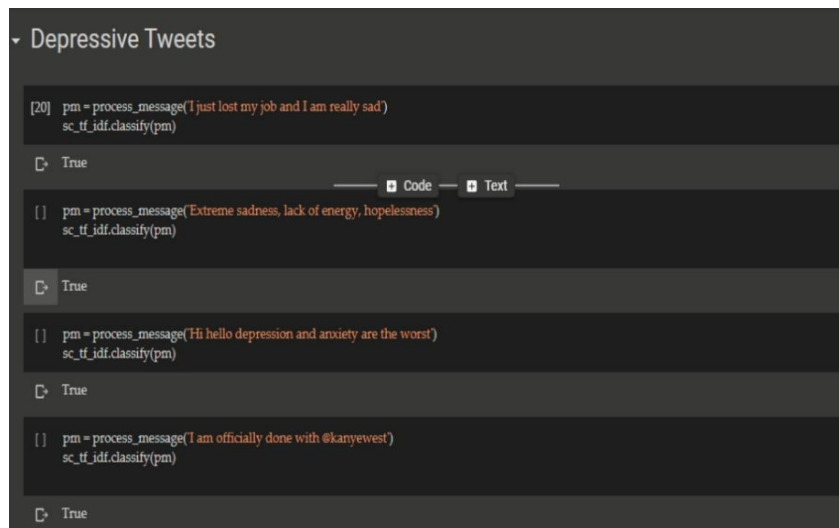 Depressive Tweets
[20] pm = process_message('I just lost my job and I am really sad')
sc_tf_idf.classify(pm)
True
Code Text
[ ] pm = process_message('Extreme sadness, lack of energy, hopelessness')
sc_tf_idf.classify(pm)
True
[ ] pm = process_message('Hi hello depression and anxiety are the worst')
sc_tf_idf.classify(pm)
True
[ ] pm = process_message('I am officially done with @kanyewest')
sc_tf_idf.classify(pm)
True